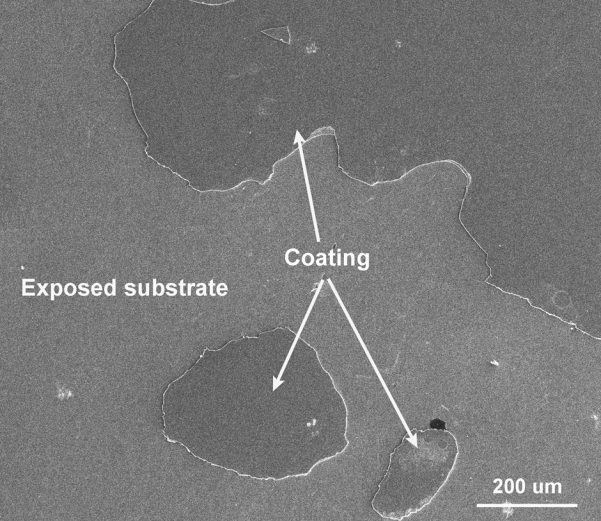 Coating
Exposed substrate
200 um